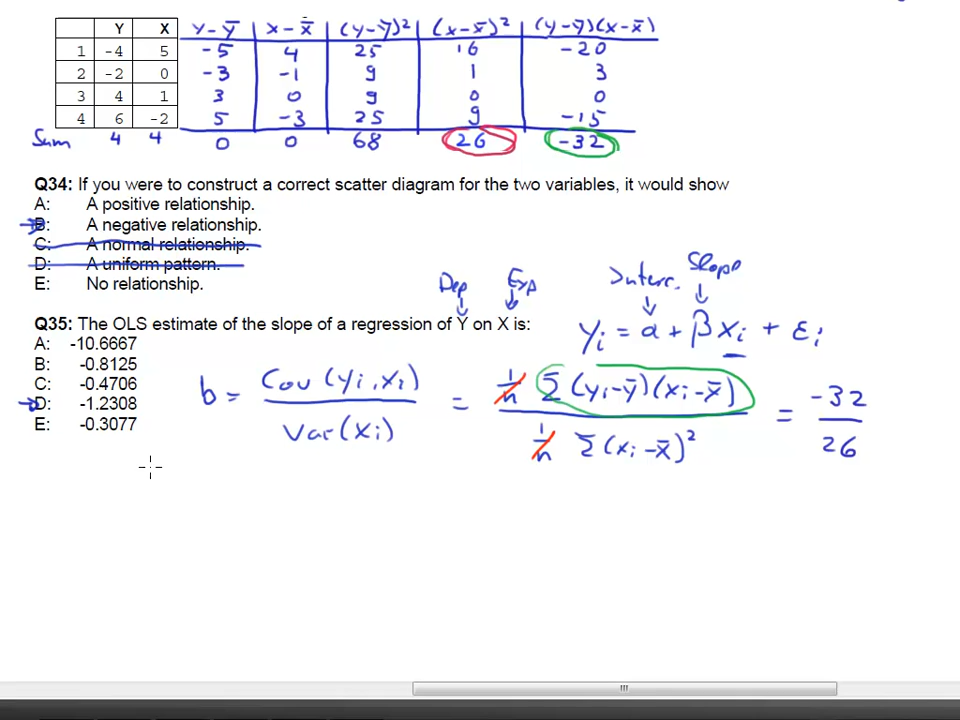 Y X Y-Ȳ X-X̄ (Y-Ȳ)² (X-X̄)² (Y-Ȳ)(X-X̄)
1 -4 5 -5 4 25 16 -20
2 -2 0 -3 -1 9 1 3
3 4 1 3 0 9 0 0
4 6 -2 5 -3 25 9 -15
Sum 4 4 0 0 68 26 -32
Q34: If you were to construct a correct scatter diagram for the two variables, it would show
A: A positive relationship.
B: A negative relationship.
C: A normal relationship.
D: A uniform pattern.
E: No relationship.
Dep Exp Interc. Slope
Q35: The OLS estimate of the slope of a regression of Y on X is:
yᵢ = α + β xᵢ + εᵢ
A: -10.6667
B: -0.8125
C: -0.4706
D: -1.2308
E: -0.3077
b = Cov (yᵢ, xᵢ) / Var(xᵢ) = 1/n Σ (yᵢ-ȳ)(xᵢ-x̄) / 1/n Σ (xᵢ-x̄)² = -32 / 26